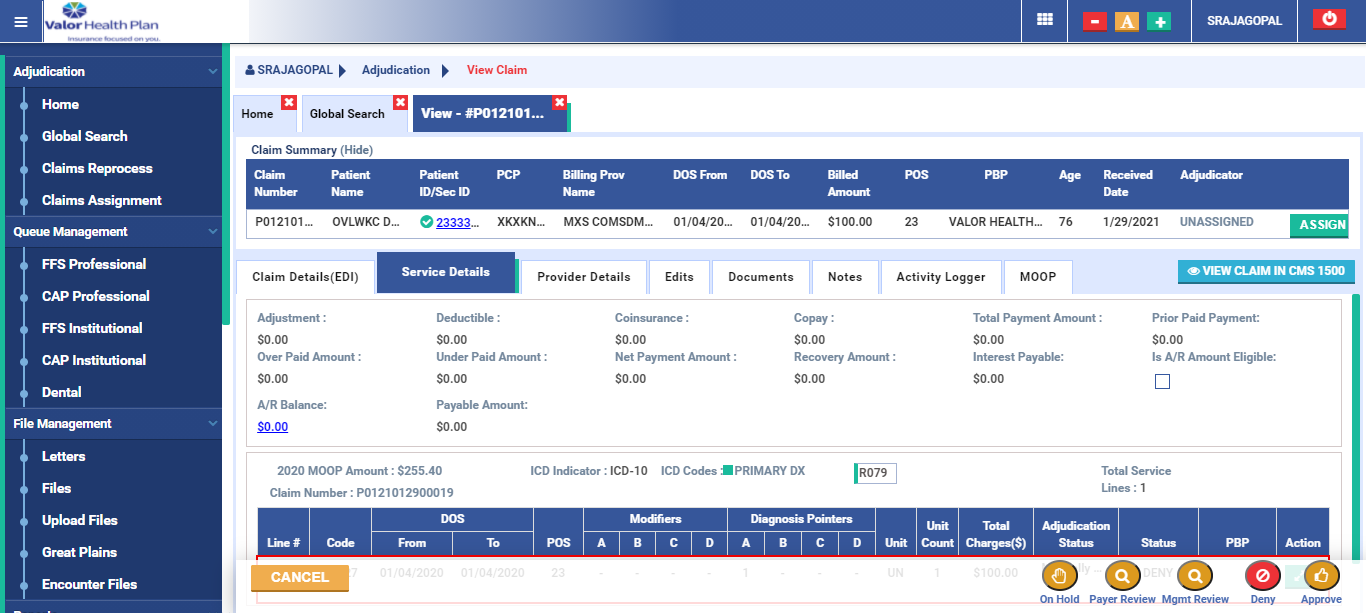 Valor Health Plan
Insurance focused on you.
A
SRAJAGOPAL
Adjudication
Home
Global Search
Claims Reprocess
Claims Assignment
Queue Management
FFS Professional
CAP Professional
FFS Institutional
CAP Institutional
Dental
File Management
Letters
Files
Upload Files
Great Plains
Encounter Files
SRAJAGOPAL Adjudication View Claim
Home Global Search View - #P012101...
Claim Summary (Hide)
Claim Number Patient Name Patient ID/Sec ID PCP Billing Prov Name DOS From DOS To Billed Amount POS PBP Age Received Date Adjudicator
P012101... OVLWKC D... 23333... XKXKN... MXS COMSDM... 01/04/20... 01/04/20... $100.00 23 VALOR HEALTH... 76 1/29/2021 UNASSIGNED ASSIGN
Claim Details(EDI) Service Details Provider Details Edits Documents Notes Activity Logger MOOP VIEW CLAIM IN CMS 1500
Adjustment : Deductible : Coinsurance : Copay : Total Payment Amount : Prior Paid Payment:
$0.00 $0.00 $0.00 $0.00 $0.00 $0.00
Over Paid Amount : Under Paid Amount : Net Payment Amount : Recovery Amount : Interest Payable: Is A/R Amount Eligible:
$0.00 $0.00 $0.00 $0.00 $0.00
A/R Balance: Payable Amount:
$0.00 $0.00
2020 MOOP Amount : $255.40 ICD Indicator : ICD-10 ICD Codes : PRIMARY DX R079 Total Service Lines : 1
Claim Number : P0121012900019
DOS Modifiers Diagnosis Pointers
Line # Code From To POS A B C D A B C D Unit Unit Count Total Charges($) Adjudication Status Status PBP Action
01/04/2020 01/04/2020 23 - - - - 1 - - - UN 1 $100.00 DENY
CANCEL
On Hold Payer Review Mgmt Review Deny Approve